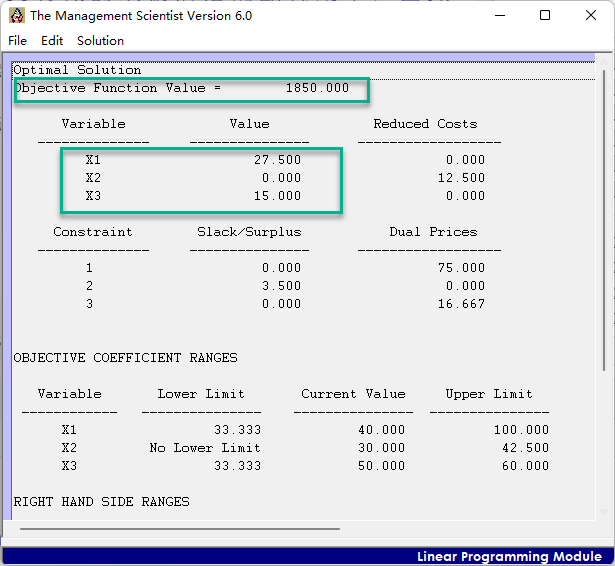 The Management Scientist Version 6.0
File Edit Solution
Optimal Solution
Objective Function Value = 1850.000
Variable Value Reduced Costs
-------------- --------------- ------------------
X1 27.500 0.000
X2 0.000 12.500
X3 15.000 0.000
Constraint Slack/Surplus Dual Prices
-------------- --------------- ------------------
1 0.000 75.000
2 3.500 0.000
3 0.000 16.667
OBJECTIVE COEFFICIENT RANGES
Variable Lower Limit Current Value Upper Limit
------------ --------------- --------------- ---------------
X1 33.333 40.000 100.000
X2 No Lower Limit 30.000 42.500
X3 33.333 50.000 60.000
RIGHT HAND SIDE RANGES
Linear Programming Module